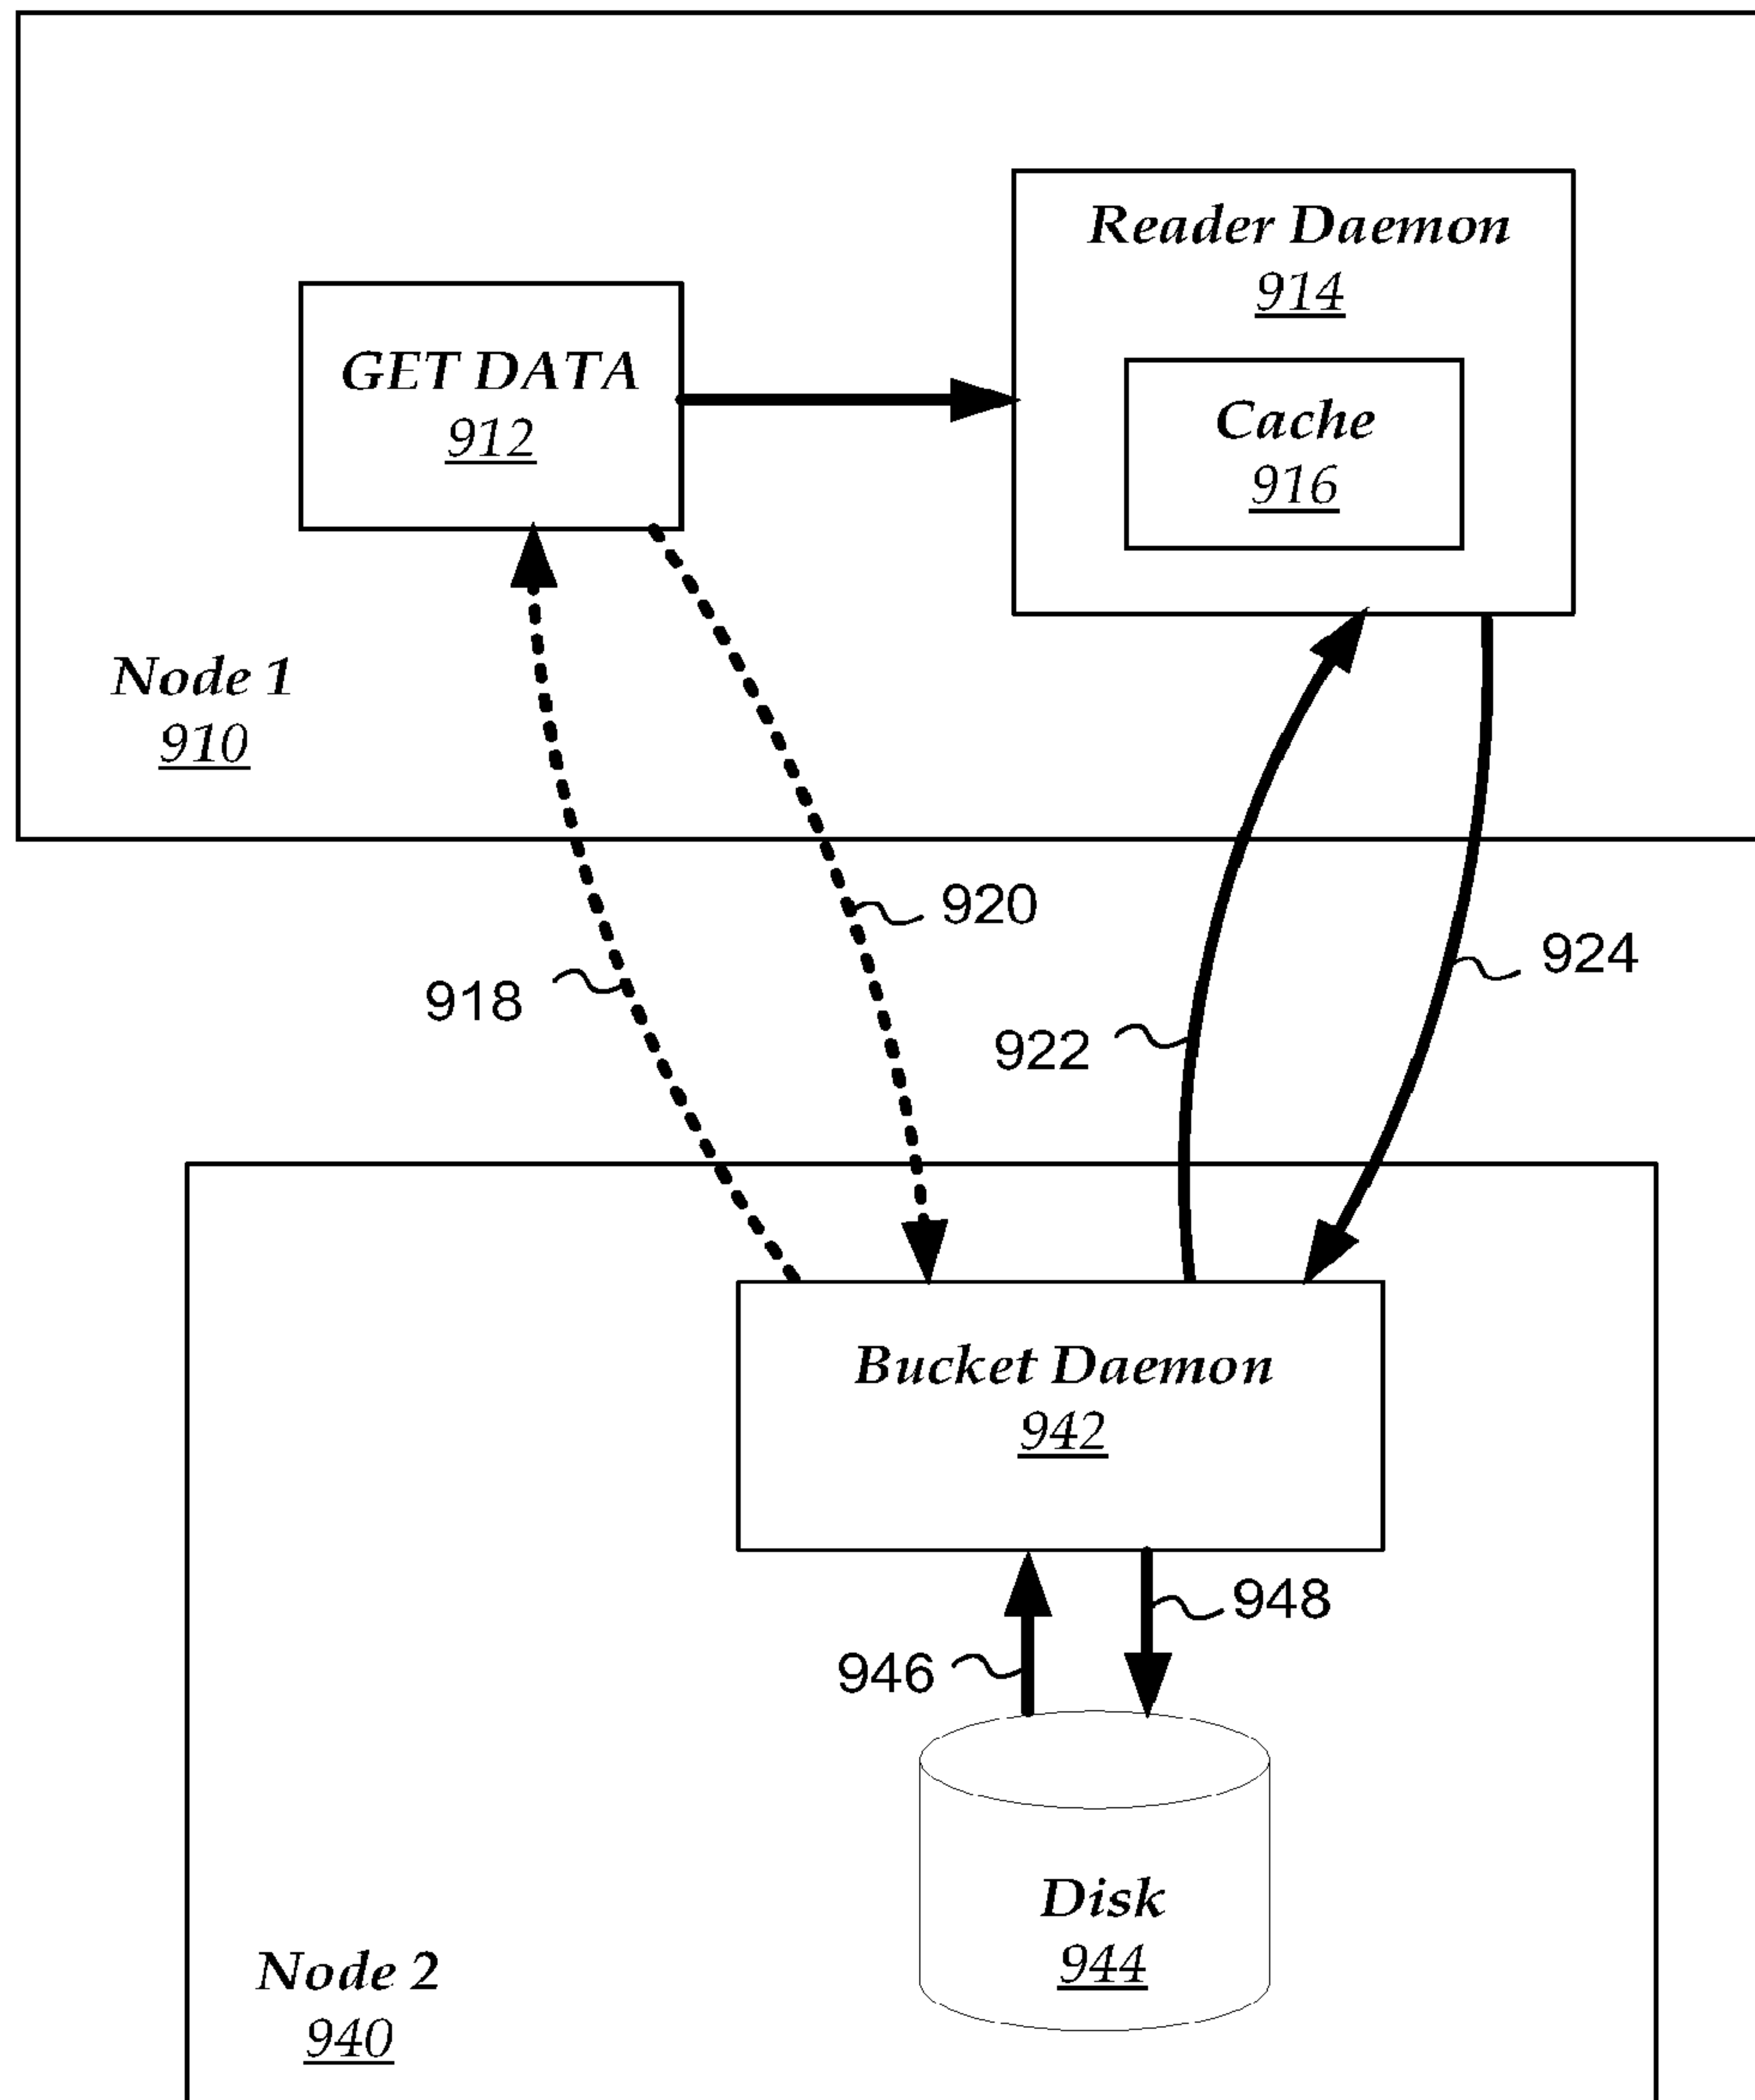 Reader Daemon
914
GET DATA
912
Cache
916
Node 1
910
920
924
918
922
Bucket Daemon
942
948
946
Disk
944
Node 2
940